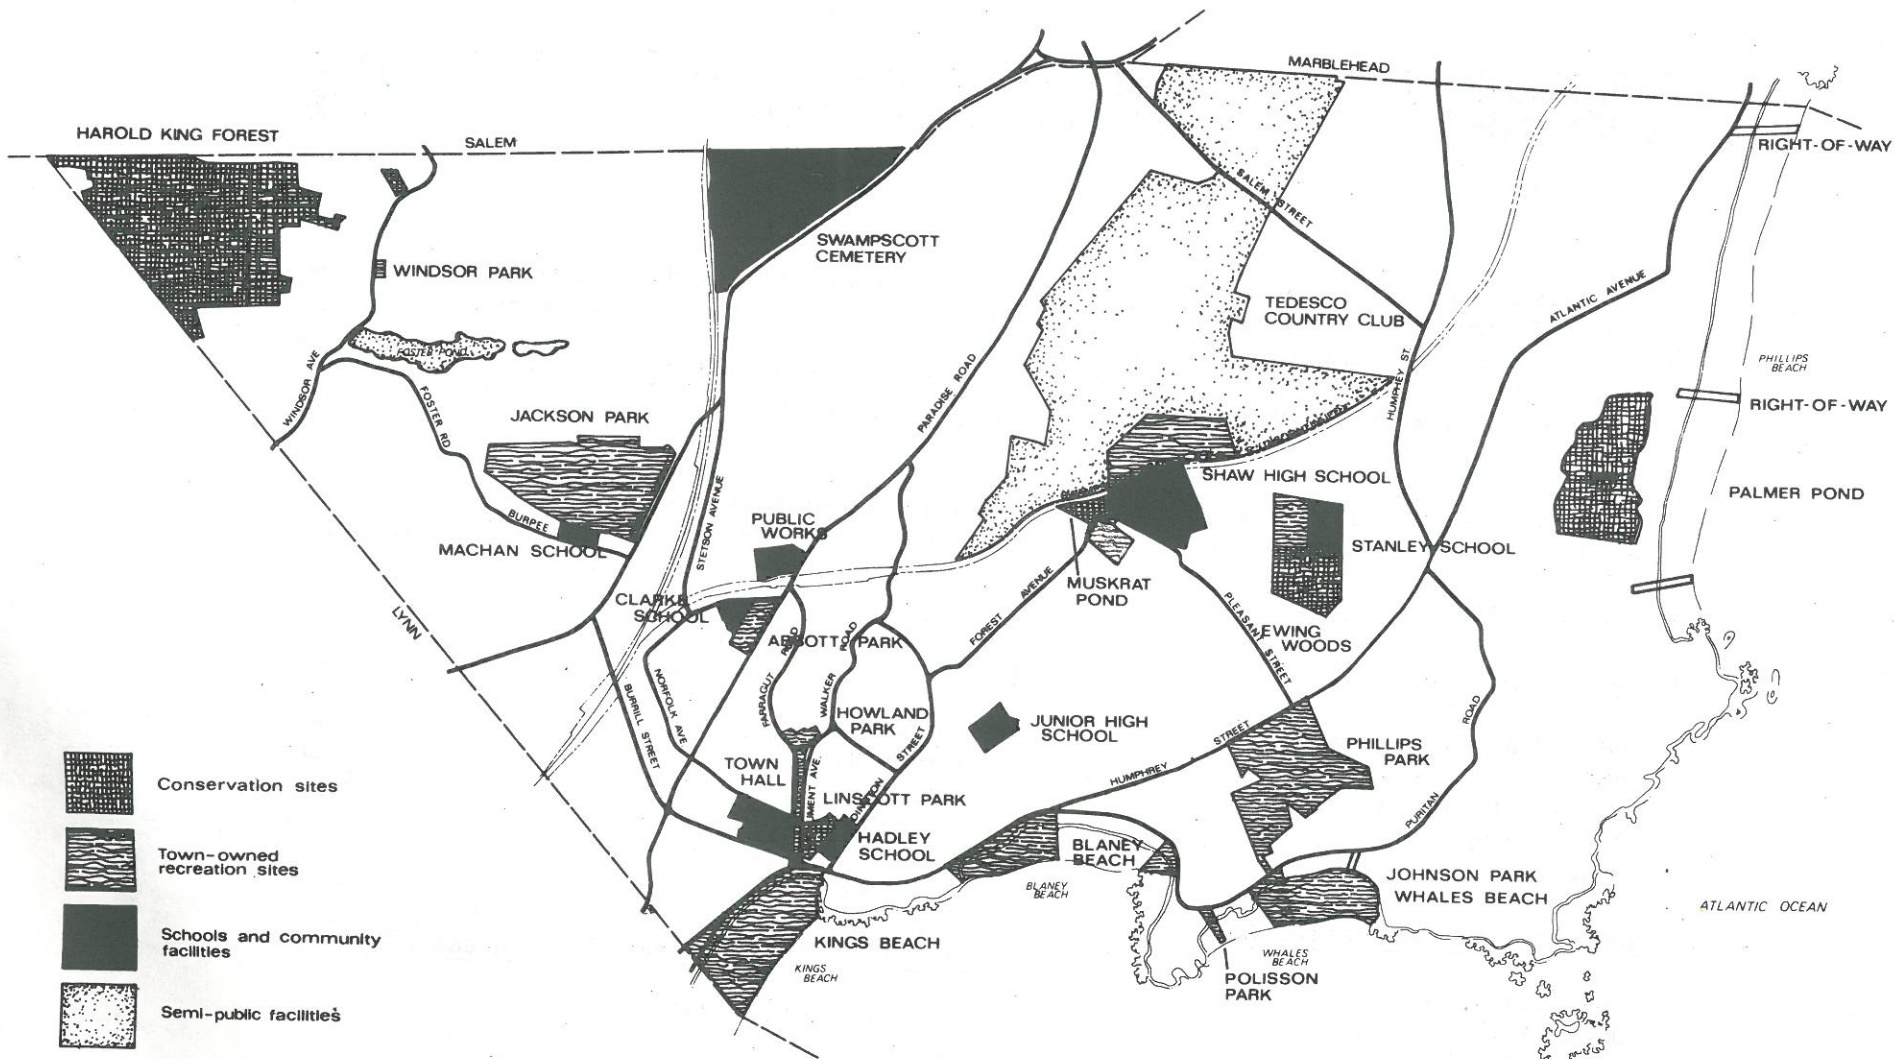 MARBLEHEAD
HAROLD KING FOREST
SALEM
RIGHT-OF-WAY
SALEM STREET
SWAMPSCOTT
CEMETERY
WINDSOR PARK
TEDESCO
COUNTRY CLUB
ATLANTIC AVENUE
FOSTER POND
WINDSOR AVE
PHILLIPS
BEACH
HUMPHEY ST.
PARADISE ROAD
FOSTER RD
JACKSON PARK
RIGHT-OF-WAY
SHAW HIGH SCHOOL
PALMER POND
STETSON AVENUE
BURPEE
PUBLIC
WORKS
MACHAN SCHOOL
STANLEY SCHOOL
MUSKRAT
POND
FOREST AVENUE
CLARKE
SCHOOL
LYNN
PLEASANT STREET
EWING
WOODS
ABBOTT PARK
FARRAGUT ROAD
WALKER ROAD
NORFOLK AVE
BURRILL STREET
HOWLAND
PARK
STREET
JUNIOR HIGH
SCHOOL
ROAD
PURITAN
PHILLIPS
PARK
HUMPHREY STREET
TOWN
HALL
UMENT AVE.
DINGTON
LINSCOTT PARK
HADLEY
SCHOOL
BLANEY
BEACH
BLANEY
BEACH
JOHNSON PARK
WHALES BEACH
ATLANTIC OCEAN
KINGS BEACH
KINGS
BEACH
WHALES
BEACH
POLISSON
PARK
Conservation sites
Town-owned
recreation sites
Schools and community
facilities
Semi-public facilities